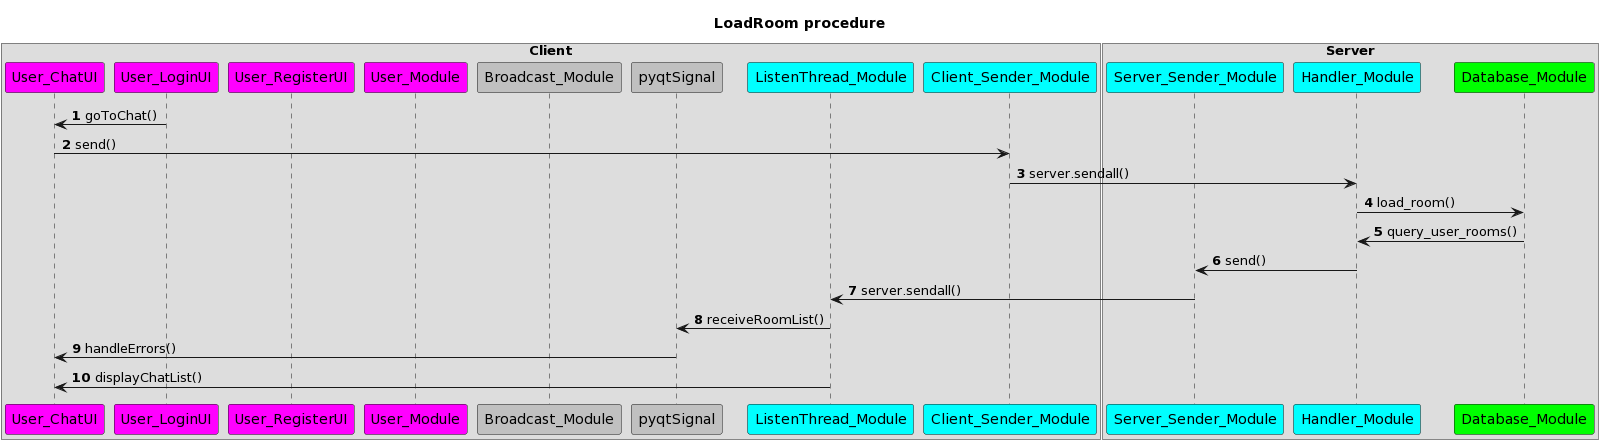 LoadRoom procedure
Client Server
User_ChatUI User_LoginUI User_RegisterUI User_Module Broadcast_Module pyqtSignal ListenThread_Module Client_Sender_Module Server_Sender_Module Handler_Module Database_Module
1 goToChat()
2 send()
3 server.sendall()
4 load_room()
5 query_user_rooms()
6 send()
7 server.sendall()
8 receiveRoomList()
9 handleErrors()
10 displayChatList()
User_ChatUI User_LoginUI User_RegisterUI User_Module Broadcast_Module pyqtSignal ListenThread_Module Client_Sender_Module Server_Sender_Module Handler_Module Database_Module